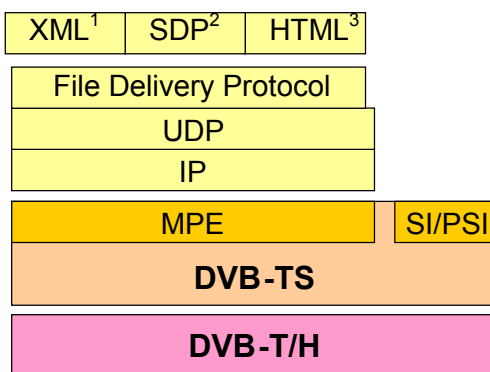 XML¹ SDP² HTML³
File Delivery Protocol
UDP
IP
MPE SI/PSI
DVB-TS
DVB-T/H